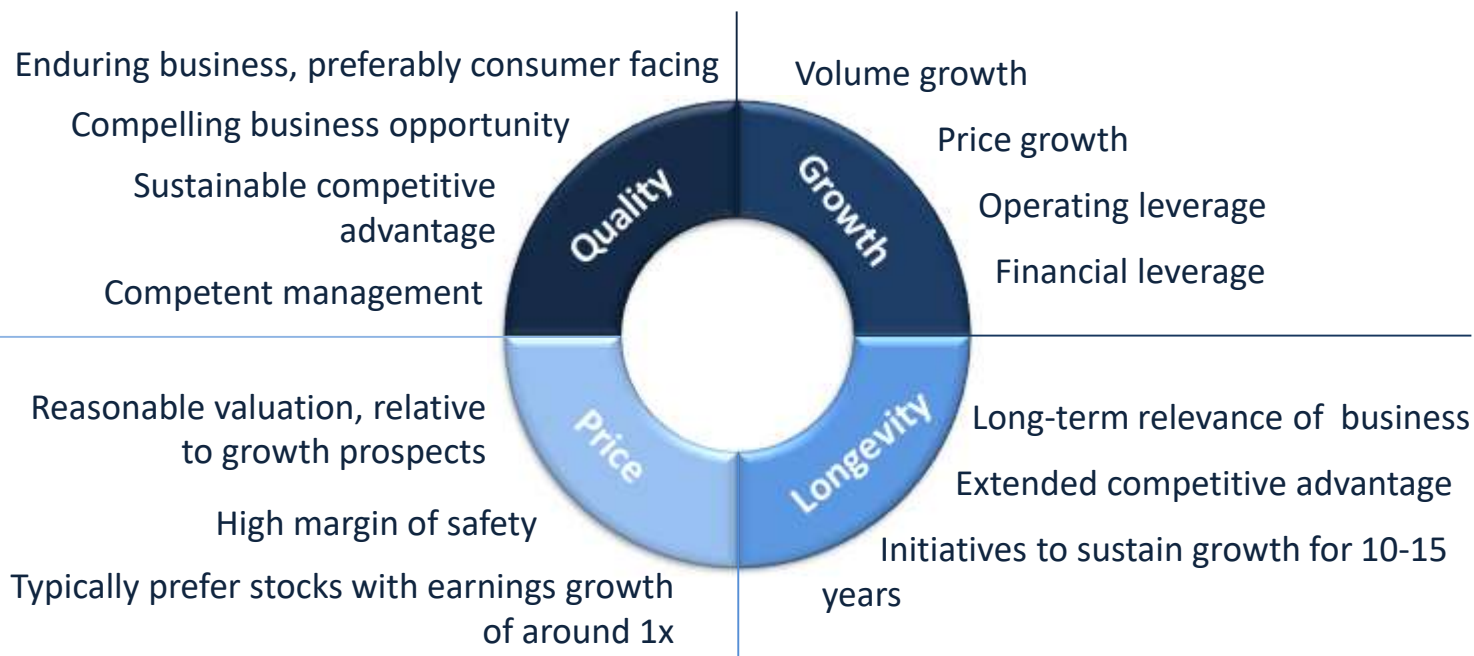 Enduring business, preferably consumer facing
Compelling business opportunity
Sustainable competitive
advantage
Competent management
Quality
Volume growth
Price growth
Operating leverage
Financial leverage
Growth
Reasonable valuation, relative
to growth prospects
High margin of safety
Typically prefer stocks with earnings growth
of around 1x
Price
Long-term relevance of business
Extended competitive advantage
Initiatives to sustain growth for 10-15
years
Longevity